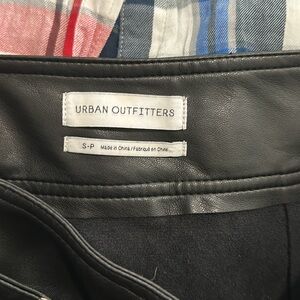 URBAN OUTFITTERS
S-P Made in China / Fabriqué en Chine